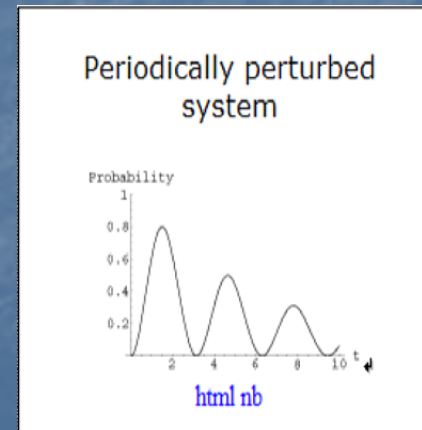 Periodically perturbed
system
Probability
1
0.8
0.6
0.4
0.2
2 4 6 8 10 t
html nb